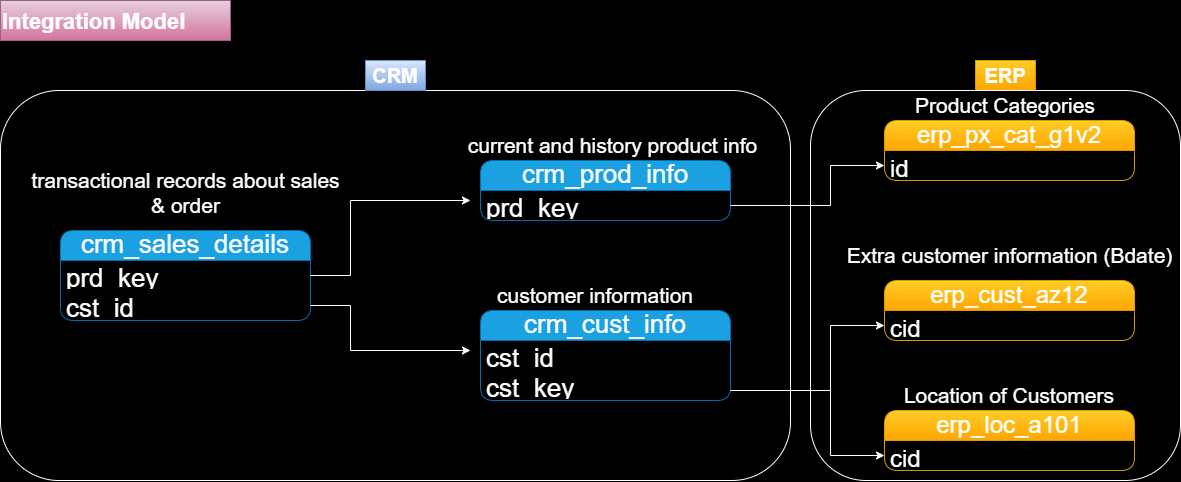 Integration Model
CRM
ERP
transactional records about sales
& order
crm_sales_details
prd_key
cst_id
current and history product info
crm_prod_info
prd_key
customer information
crm_cust_info
cst_id
cst_key
Product Categories
erp_px_cat_g1v2
id
Extra customer information (Bdate)
erp_cust_az12
cid
Location of Customers
erp_loc_a101
cid